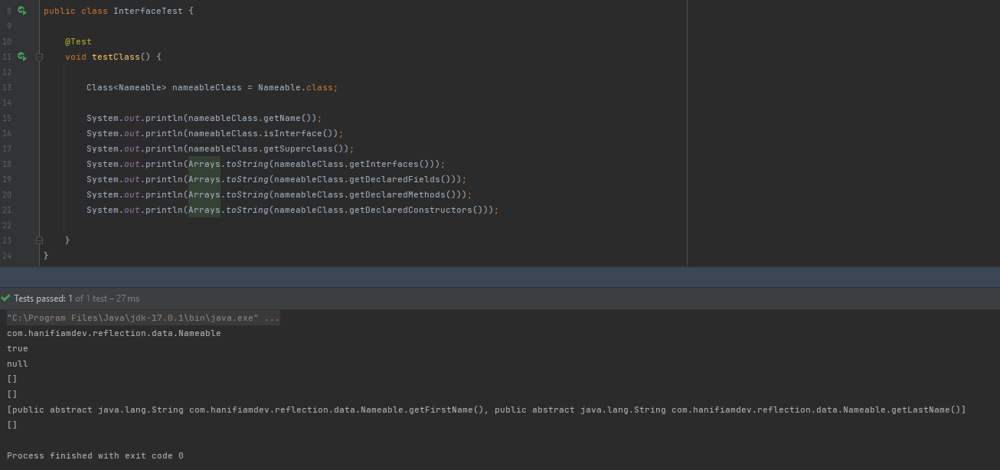 8 public class InterfaceTest {
9
10 @Test
11 void testClass() {
12
13 Class<Nameable> nameableClass = Nameable.class;
14
15 System.out.println(nameableClass.getName());
16 System.out.println(nameableClass.isInterface());
17 System.out.println(nameableClass.getSuperclass());
18 System.out.println(Arrays.toString(nameableClass.getInterfaces()));
19 System.out.println(Arrays.toString(nameableClass.getDeclaredFields()));
20 System.out.println(Arrays.toString(nameableClass.getDeclaredMethods()));
21 System.out.println(Arrays.toString(nameableClass.getDeclaredConstructors()));
22
23 }
24 }
Tests passed: 1 of 1 test – 27 ms
"C:\Program Files\Java\jdk-17.0.1\bin\java.exe" ...
com.hanifiamdev.reflection.data.Nameable
true
null
[]
[]
[public abstract java.lang.String com.hanifiamdev.reflection.data.Nameable.getFirstName(), public abstract java.lang.String com.hanifiamdev.reflection.data.Nameable.getLastName()]
[]
Process finished with exit code 0